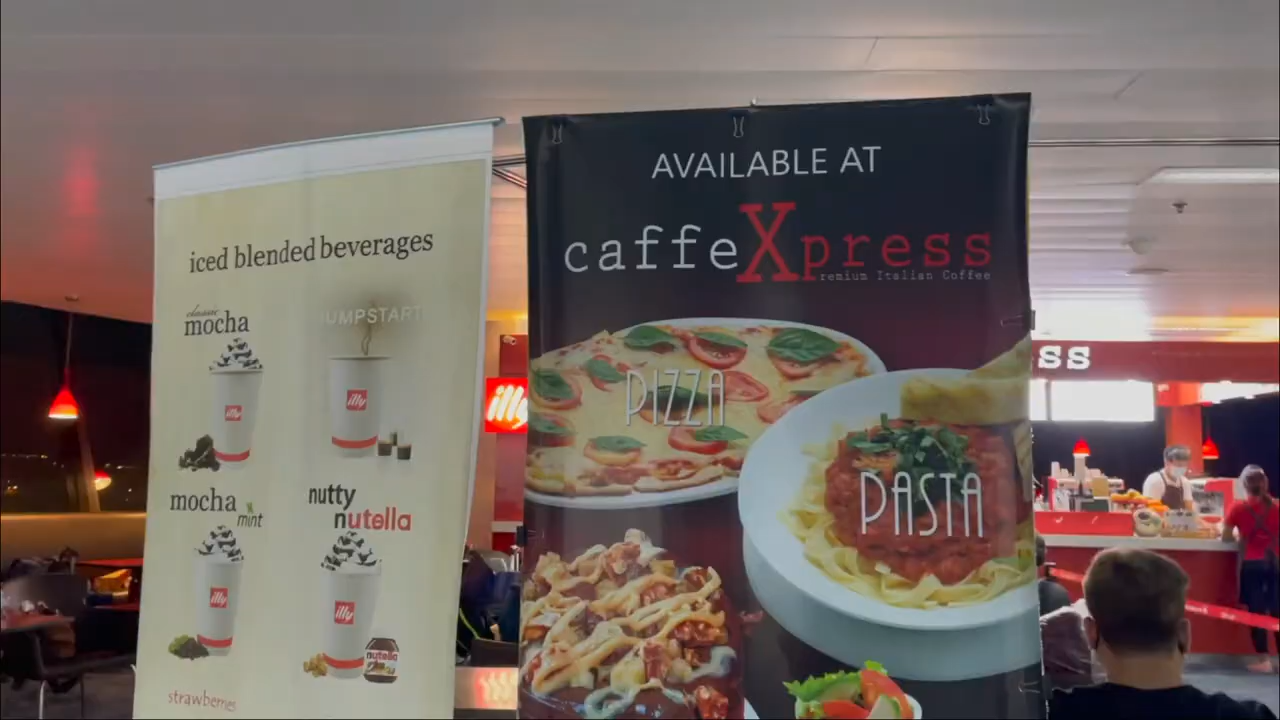 iced blended beverages
classic
mocha
JUMPSTART
illy
illy
mocha
mint
nutty
nutella
illy
illy
nutella
strawberries
illy
AVAILABLE AT
caffeXpress
remium Italian Coffee
PIZZA
PASTA
ss